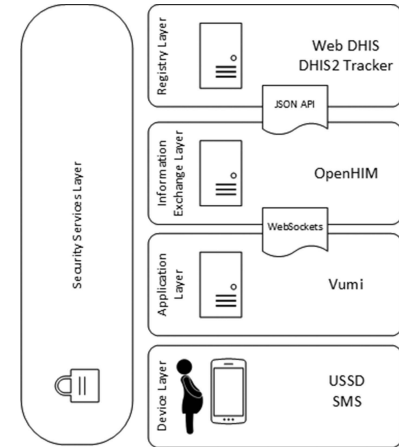 Security Services Layer
Registry Layer
Web DHIS
DHIS2 Tracker
JSON API
Information
Exchange Layer
OpenHIM
WebSockets
Application
Layer
Vumi
Device Layer
USSD
SMS